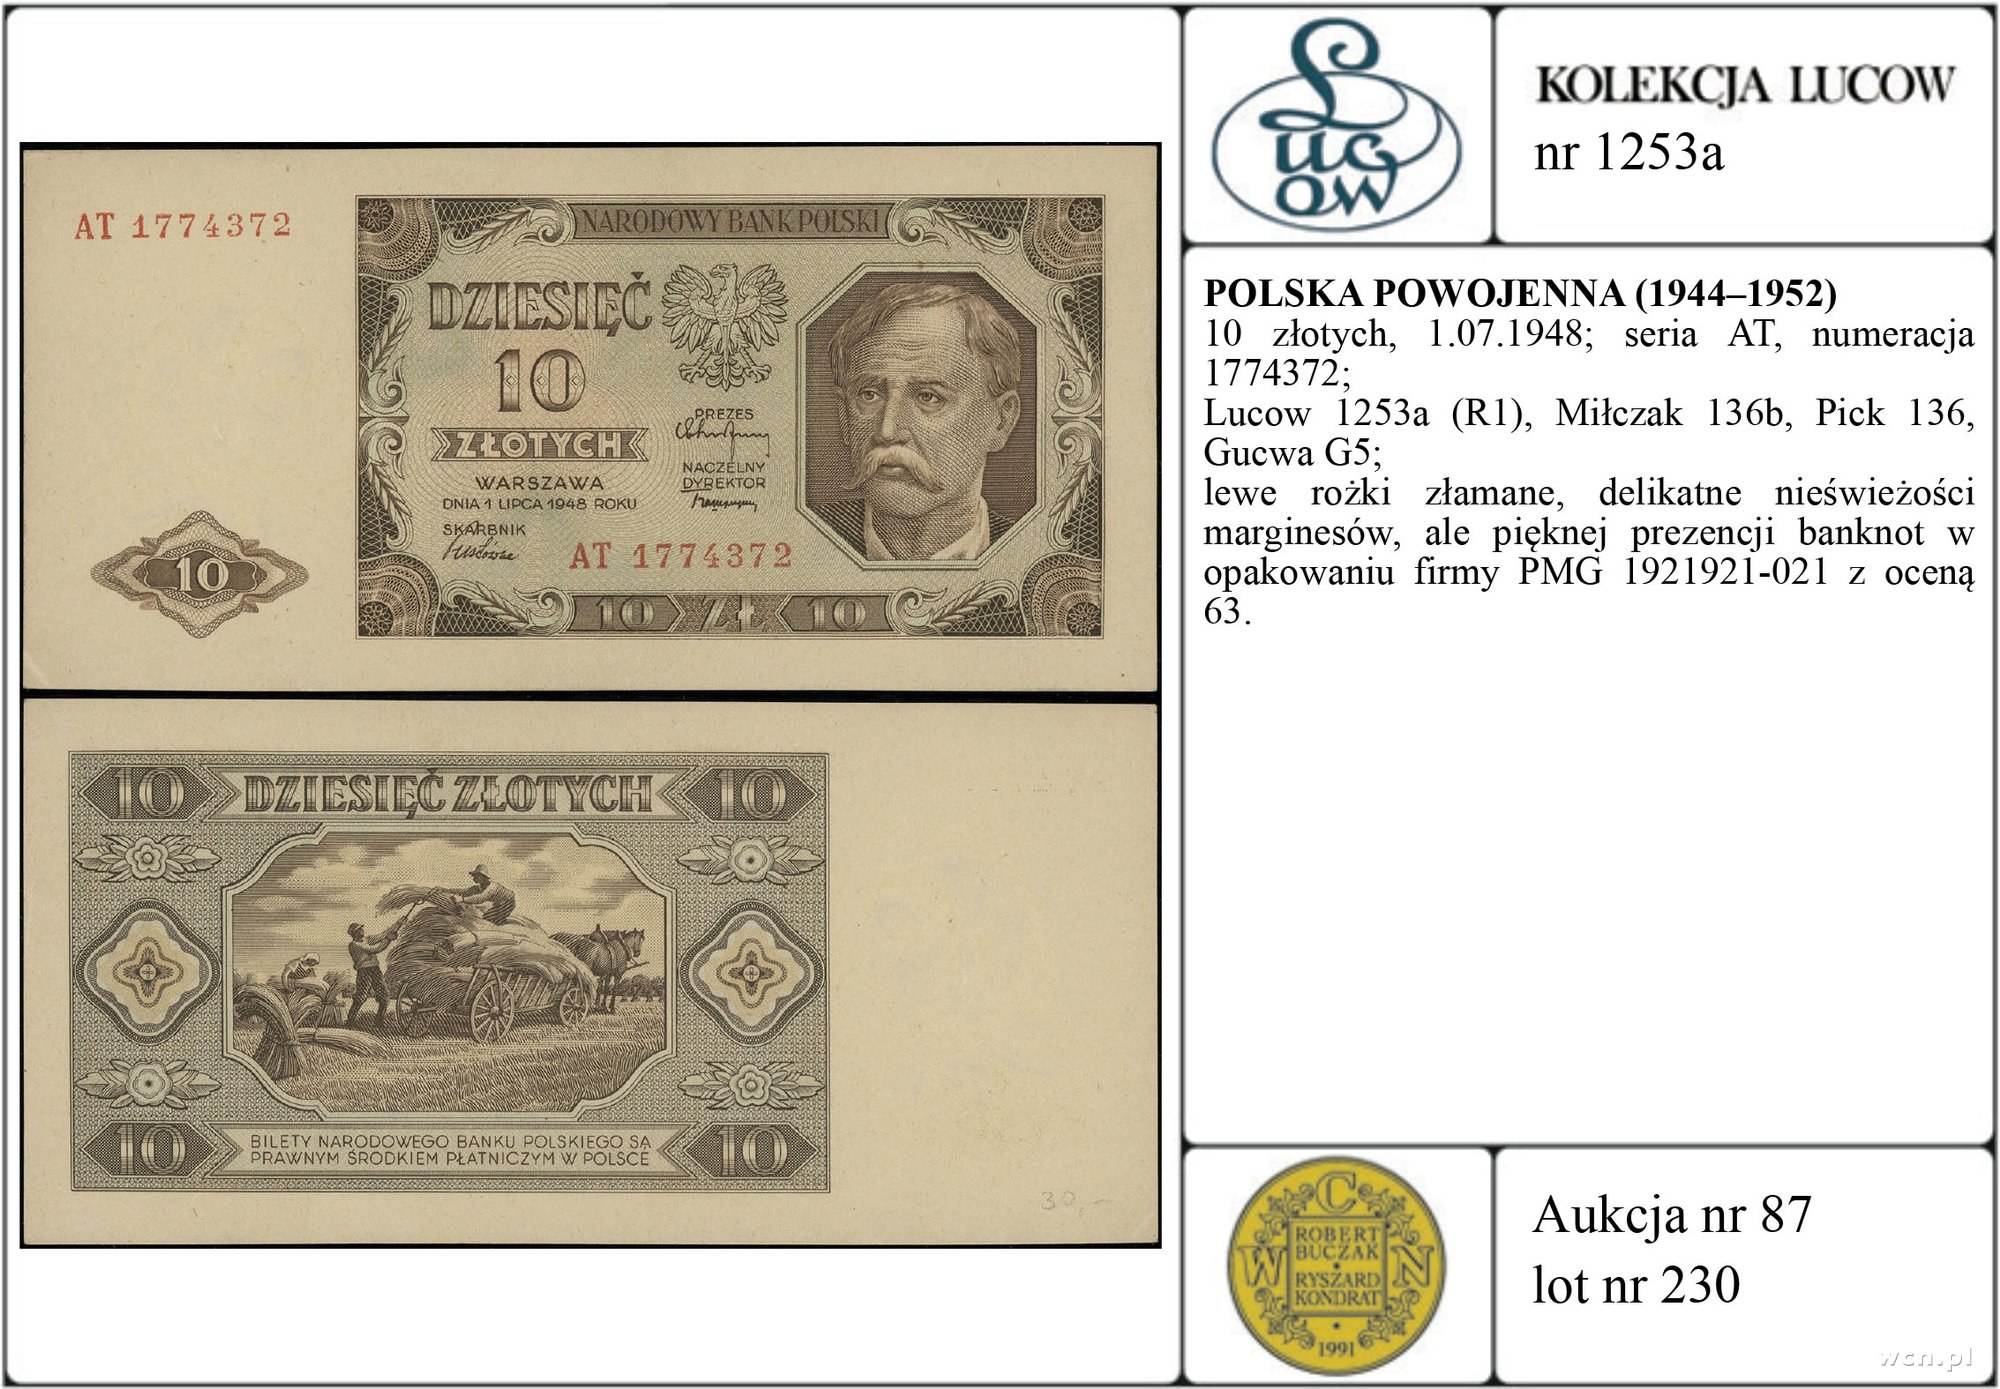 AT 1774372
NARODOWY BANK POLSKI
DZIESIĘĆ
10
ZŁOTYCH
WARSZAWA
DNIA 1 LIPCA 1948 ROKU
PREZES
NACZELNY
DYREKTOR
SKARBNIK
AT 1774372
10
10 ZŁ 10
10 DZIESIĘĆ ZŁOTYCH 10
10 BILETY NARODOWEGO BANKU POLSKIEGO SĄ 10
PRAWNYM ŚRODKIEM PŁATNICZYM W POLSCE
30,-
Lucow
KOLEKCJA LUCOW
nr 1253a
POLSKA POWOJENNA (1944–1952)
10 złotych, 1.07.1948; seria AT, numeracja
1774372;
Lucow 1253a (R1), Miłczak 136b, Pick 136,
Gucwa G5;
lewe rożki złamane, delikatne nieświeżości
marginesów, ale pięknej prezencji banknot w
opakowaniu firmy PMG 1921921-021 z oceną
63.
W C N
ROBERT
BUCZAK
RYSZARD
KONDRAT
1991
Aukcja nr 87
lot nr 230
wcn.pl